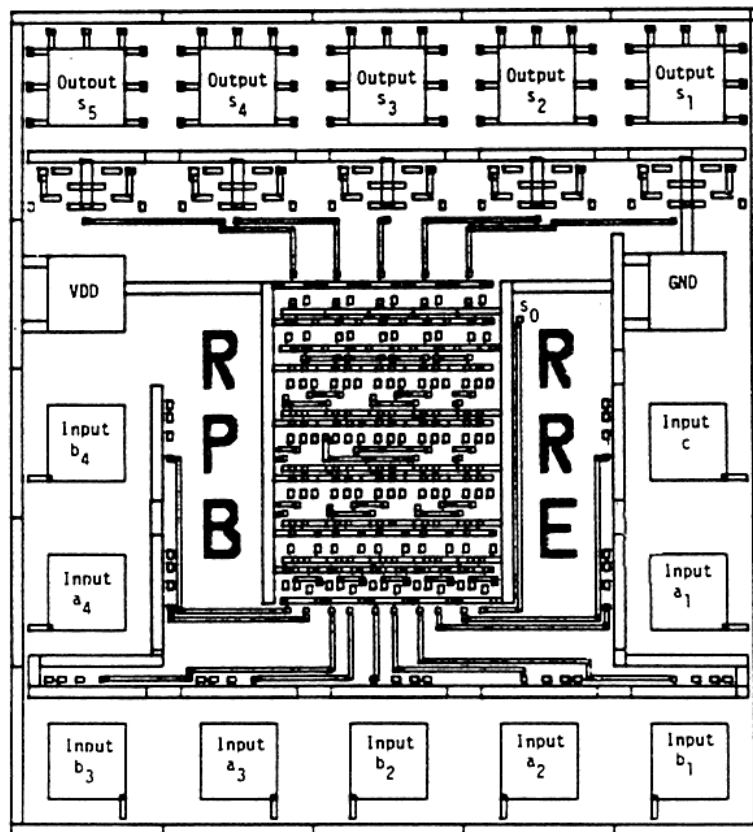 Outout Output Output Output Output
s5 s4 s3 s2 s1
VDD GND
s0
R R
Input Input
b4 c
P R
B E
Input Input
a4 a1
Input Input Input Input Input
b3 a3 b2 a2 b1